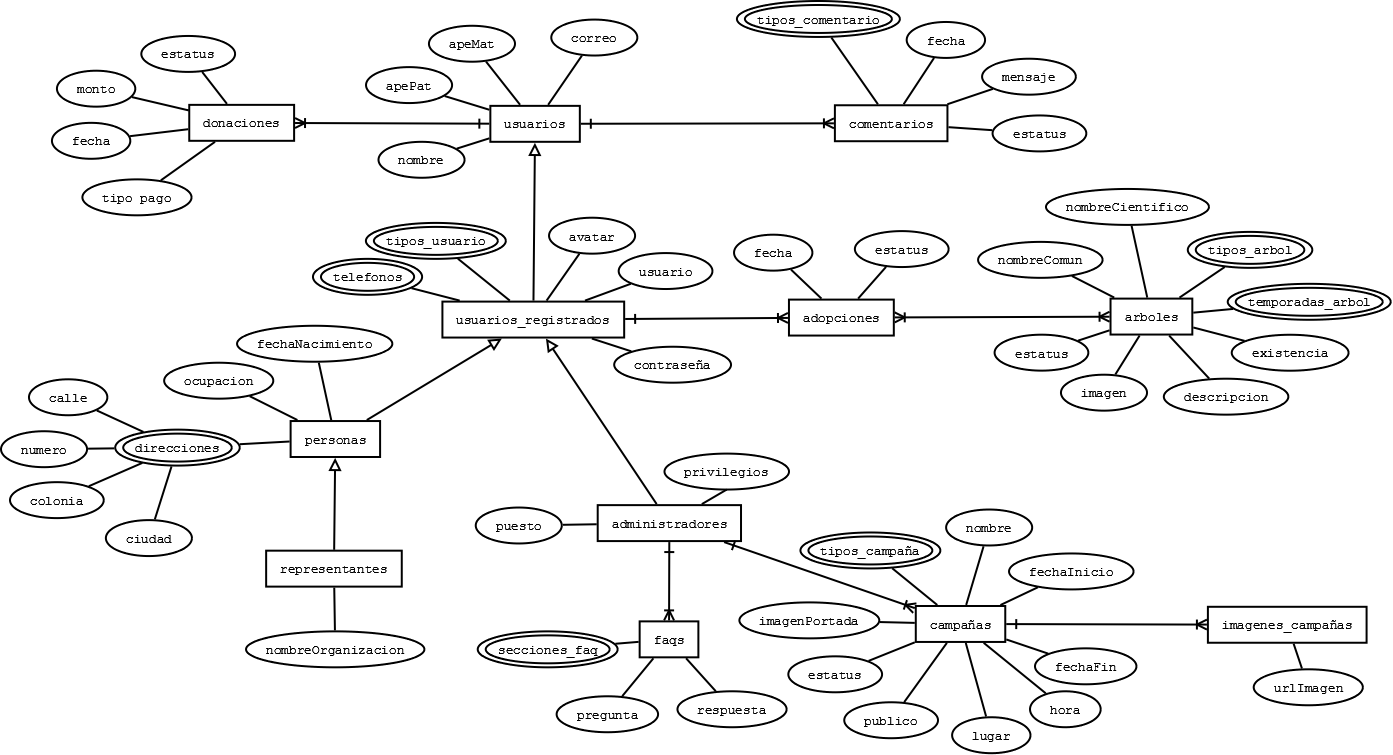 tipos_comentario
correo
fecha
apeMat
estatus
mensaje
apePat
monto
donaciones
usuarios
comentarios
estatus
fecha
nombre
tipo pago
nombreCientifico
tipos_usuario
avatar
fecha
estatus
tipos_arbol
nombreComun
telefonos
usuario
temporadas_arbol
usuarios_registrados
adopciones
arboles
fechaNacimiento
estatus
existencia
contraseña
ocupacion
imagen
descripcion
calle
personas
numero
direcciones
privilegios
colonia
puesto
administradores
nombre
ciudad
tipos_campaña
representantes
fechaInicio
imagenPortada
campañas
imagenes_campañas
nombreOrganizacion
secciones_faq
faqs
fechaFin
estatus
urlImagen
pregunta
respuesta
hora
publico
lugar